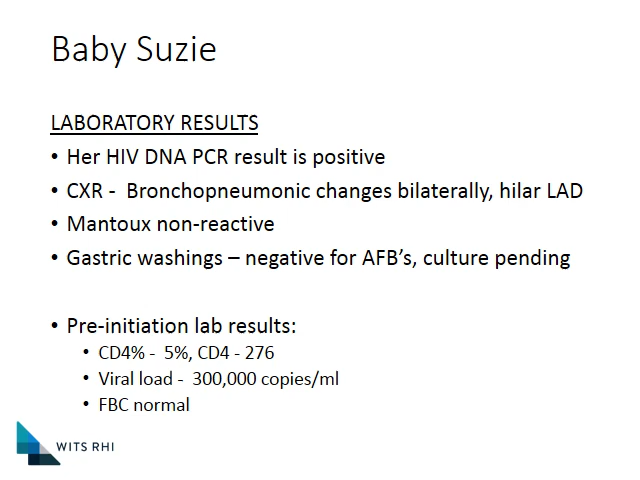 Baby Suzie
LABORATORY RESULTS
• Her HIV DNA PCR result is positive
• CXR - Bronchopneumonic changes bilaterally, hilar LAD
• Mantoux non-reactive
• Gastric washings – negative for AFB's, culture pending
• Pre-initiation lab results:
• CD4% - 5%, CD4 - 276
• Viral load - 300,000 copies/ml
• FBC normal
WITS RHI